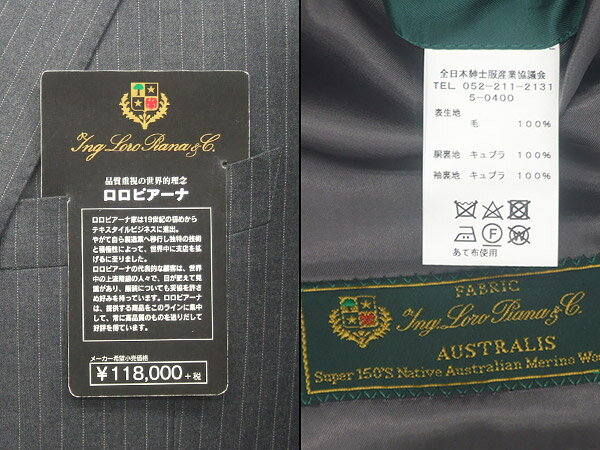 Ing. Loro Piana & C.
品質重視の世界的理念
ロロピアーナ
ロロピアーナ家は19世紀の初めから
テキスタイルビジネスに進出。
やがて自ら製造業へ移行し独特の技術
と積極性によって、世界中に支店を拡
げるに至りました。
ロロピアーナの代表的な顧客は、世界
の上流階級の人々で、目が肥えて見
識があり、服装についても妥協を許さ
め好みを持っています。ロロピアーナ
は、提供する商品をこのラインに集中
して、常に高品質のものを送りだして
好評を得ています。
メーカー希望小売価格
¥118,000+税
全日本紳士服産業協議会
TEL 052-211-2131
5-0400
表生地
毛 100%
胴裏地 キュプラ 100%
袖裏地 キュプラ 100%
あて布使用
FABRIC
Ing. Loro Piana & C.
AUSTRALIS
Super 150'S Native Australian Merino Woo